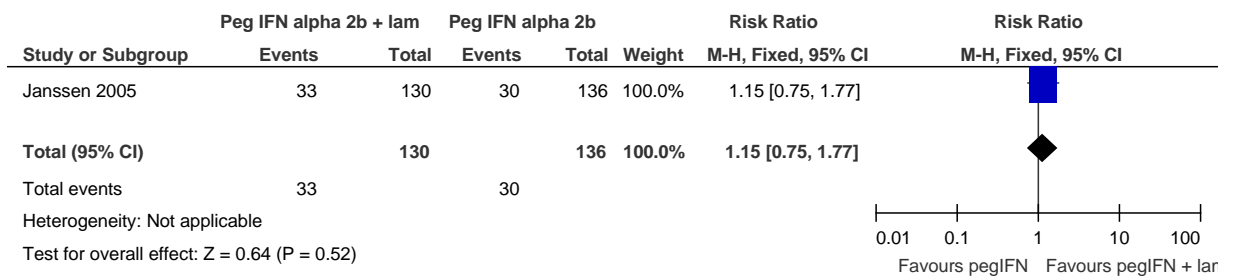 Peg IFN alpha 2b + lam Peg IFN alpha 2b Risk Ratio Risk Ratio
Study or Subgroup Events Total Events Total Weight M-H, Fixed, 95% CI M-H, Fixed, 95% CI
Janssen 2005 33 130 30 136 100.0% 1.15 [0.75, 1.77]
Total (95% CI) 130 136 100.0% 1.15 [0.75, 1.77]
Total events 33 30
Heterogeneity: Not applicable
Test for overall effect: Z = 0.64 (P = 0.52)
0.01 0.1 1 10 100
Favours pegIFN Favours pegIFN +